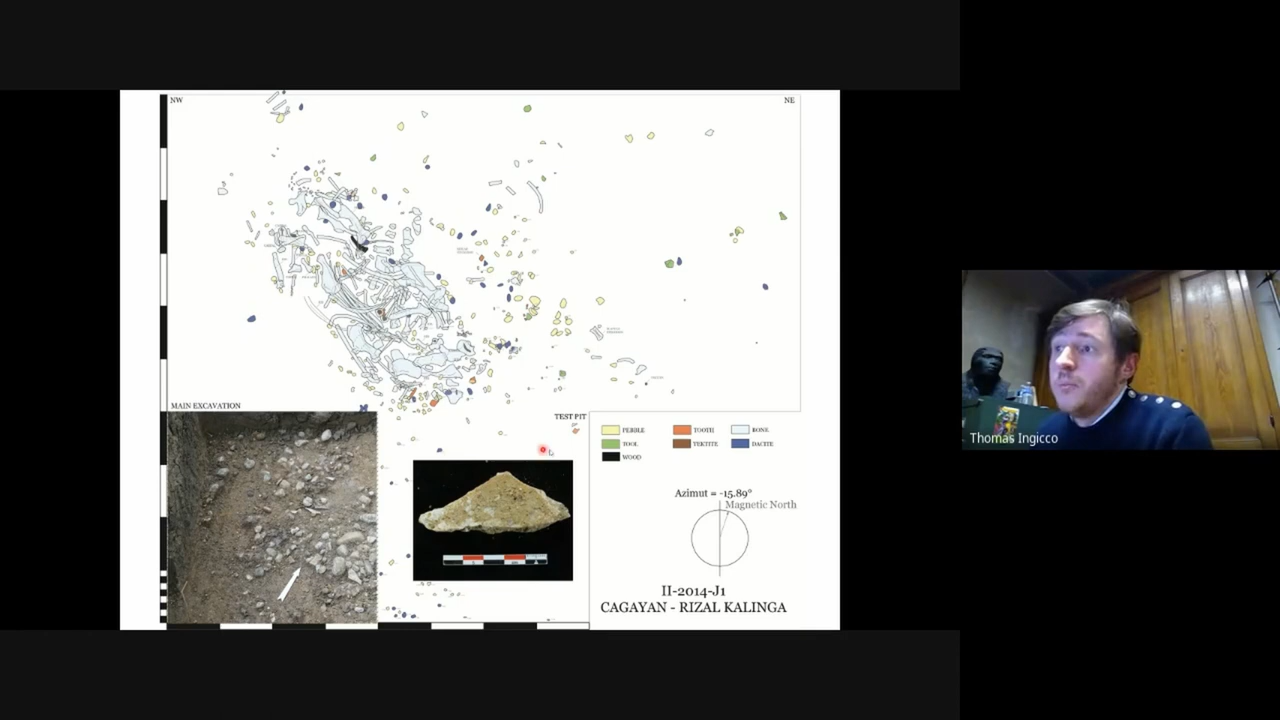 NW
NE
MAIN EXCAVATION
TEST PIT
PEBBLE
TOOTH
BONE
TOOL
TEKTITE
DACITE
WOOD
Azimut = -15.89°
Magnetic North
II-2014-J1
CAGAYAN - RIZAL KALINGA
Thomas Ingicco